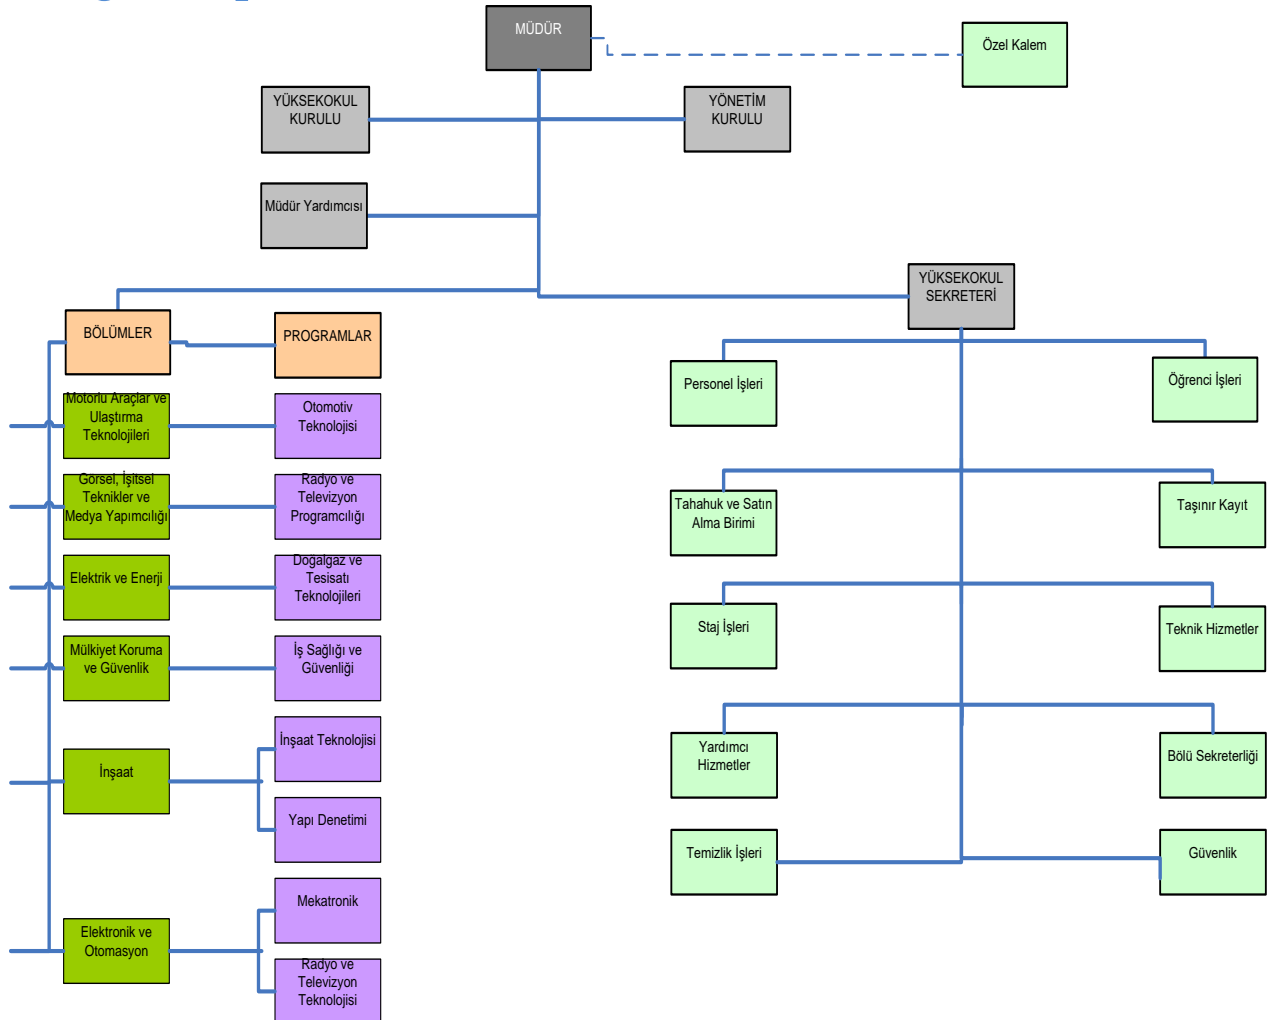 MÜDÜR
Özel Kalem
YÜKSEKOKUL
KURULU
YÖNETİM
KURULU
Müdür Yardımcısı
YÜKSEKOKUL
SEKRETERİ
BÖLÜMLER
PROGRAMLAR
Motorlu Araçlar ve
Ulaştırma
Teknolojileri
Otomotiv
Teknolojisi
Görsel, İşitsel
Teknikler ve
Medya Yapımcılığı
Radyo ve
Televizyon
Programcılığı
Elektrik ve Enerji
Doğalgaz ve
Tesisatı
Teknolojileri
Mülkiyet Koruma
ve Güvenlik
İş Sağlığı ve
Güvenliği
İnşaat
İnşaat Teknolojisi
Yapı Denetimi
Elektronik ve
Otomasyon
Mekatronik
Radyo ve
Televizyon
Teknolojisi
Personel İşleri
Öğrenci İşleri
Tahahuk ve Satın
Alma Birimi
Taşınır Kayıt
Staj İşleri
Teknik Hizmetler
Yardımcı
Hizmetler
Bölü Sekreterliği
Temizlik İşleri
Güvenlik